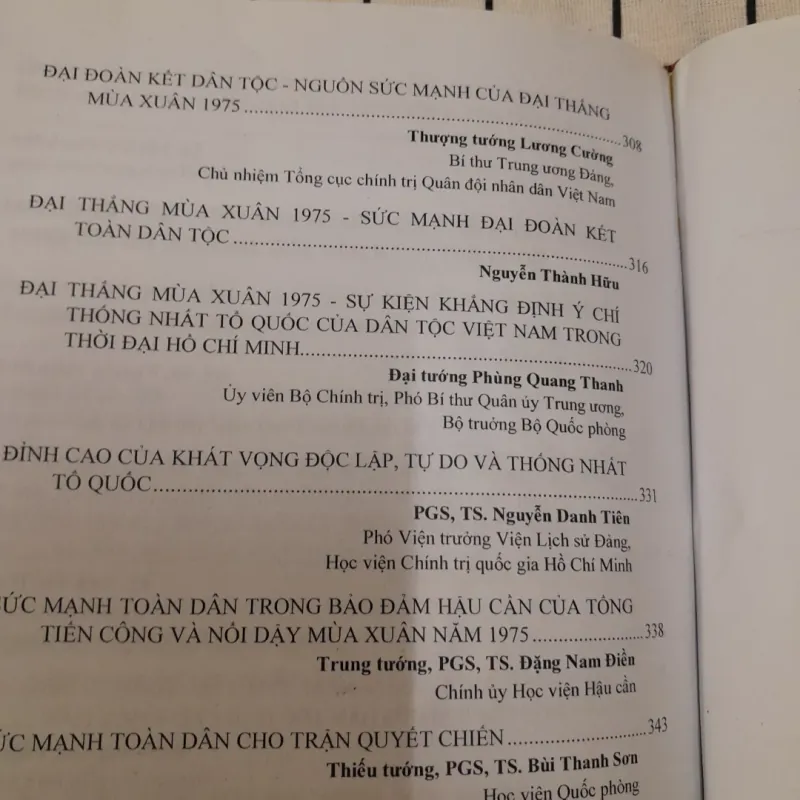 ĐẠI ĐOÀN KẾT DÂN TỘC - NGUỒN SỨC MẠNH CỦA ĐẠI THẮNG
MÙA XUÂN 1975......308
Thượng tướng Lương Cường
Bí thư Trung ương Đảng,
Chủ nhiệm Tổng cục chính trị Quân đội nhân dân Việt Nam
ĐẠI THẮNG MÙA XUÂN 1975 - SỨC MẠNH ĐẠI ĐOÀN KẾT
TOÀN DÂN TỘC......316
Nguyễn Thành Hữu
ĐẠI THẮNG MÙA XUÂN 1975 - SỰ KIỆN KHẲNG ĐỊNH Ý CHÍ
THỐNG NHẤT TỔ QUỐC CỦA DÂN TỘC VIỆT NAM TRONG
THỜI ĐẠI HỒ CHÍ MINH......320
Đại tướng Phùng Quang Thanh
Ủy viên Bộ Chính trị, Phó Bí thư Quân ủy Trung ương,
Bộ trưởng Bộ Quốc phòng
ĐỈNH CAO CỦA KHÁT VỌNG ĐỘC LẬP, TỰ DO VÀ THỐNG NHẤT
TỔ QUỐC......331
PGS, TS. Nguyễn Danh Tiên
Phó Viện trưởng Viện Lịch sử Đảng,
Học viện Chính trị quốc gia Hồ Chí Minh
SỨC MẠNH TOÀN DÂN TRONG BẢO ĐẢM HẬU CẦN CỦA TỔNG
TIẾN CÔNG VÀ NỔI DẬY MÙA XUÂN NĂM 1975......338
Trung tướng, PGS, TS. Đặng Nam Điền
Chính ủy Học viện Hậu cần
SỨC MẠNH TOÀN DÂN CHO TRẬN QUYẾT CHIẾN......343
Thiếu tướng, PGS, TS. Bùi Thanh Sơn
Học viện Quốc phòng